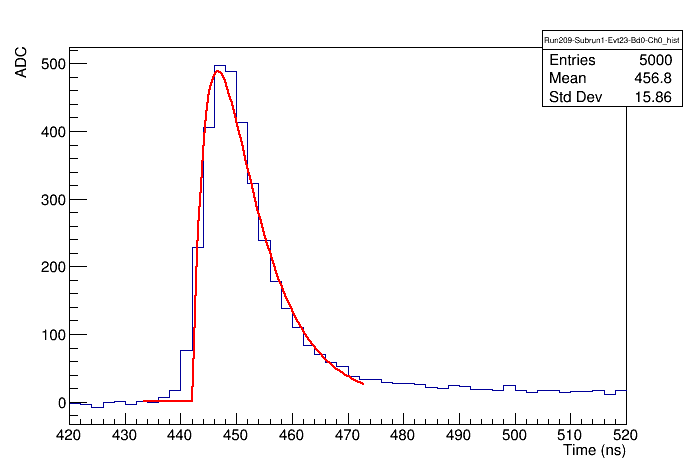 Run209-Subrun1-Evt23-Bd0-Ch0_hist
Entries 5000
Mean 456.8
Std Dev 15.86
ADC
500
400
300
200
100
0
420 430 440 450 460 470 480 490 500 510 520
Time (ns)